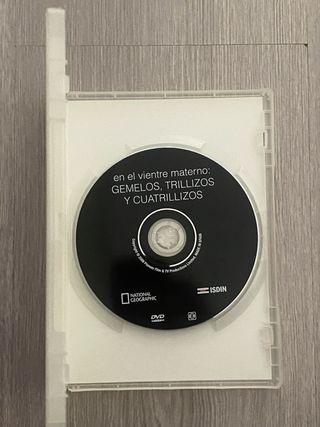 en el vientre materno:
GEMELOS, TRILLIZOS
Y CUATRILLIZOS
NATIONAL
GEOGRAPHIC
ISDIN
DVD